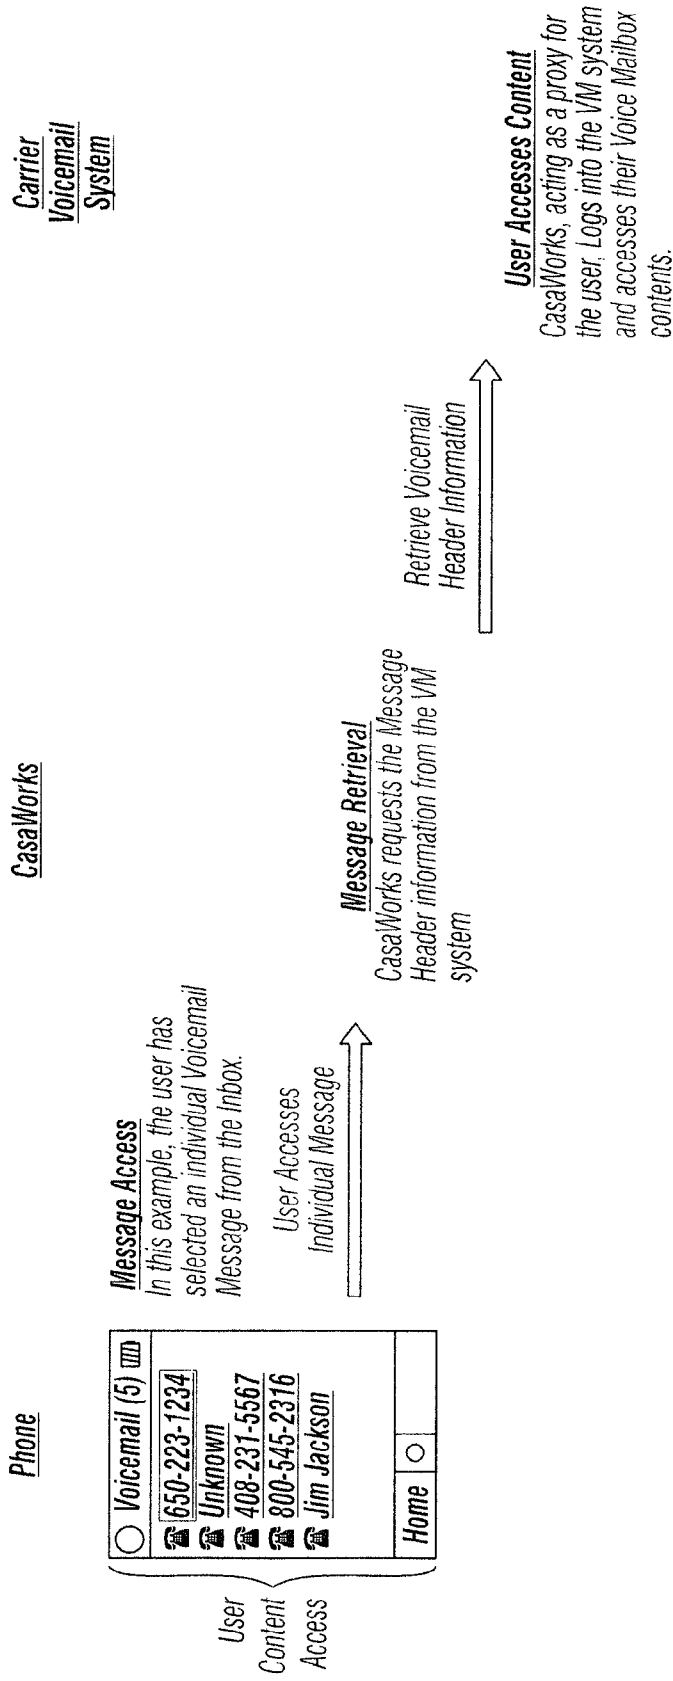 Phone
CasaWorks
Carrier
Voicemail
System
User
Content
Access
Voicemail (5)
650-223-1234
Unknown
408-231-5567
800-545-2316
Jim Jackson
Home
Message Access
In this example, the user has
selected an individual Voicemail
Message from the Inbox.
User Accesses
Individual Message
Message Retrieval
CasaWorks requests the Message
Header information from the VM
system
Retrieve Voicemail
Header Information
User Accesses Content
CasaWorks, acting as a proxy for
the user, Logs into the VM system
and accesses their Voice Mailbox
contents.